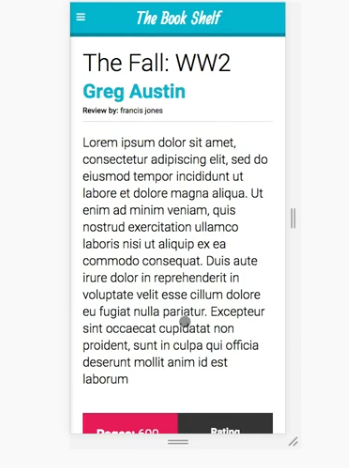 The Book Shelf
The Fall: WW2
Greg Austin
Review by: francis jones
Lorem ipsum dolor sit amet,
consectetur adipiscing elit, sed do
eiusmod tempor incididunt ut
labore et dolore magna aliqua. Ut
enim ad minim veniam, quis
nostrud exercitation ullamco
laboris nisi ut aliquip ex ea
commodo consequat. Duis aute
irure dolor in reprehenderit in
voluptate velit esse cillum dolore
eu fugiat nulla pariatur. Excepteur
sint occaecat cupidatat non
proident, sunt in culpa qui officia
deserunt mollit anim id est
laborum
Pages: 600 Rating